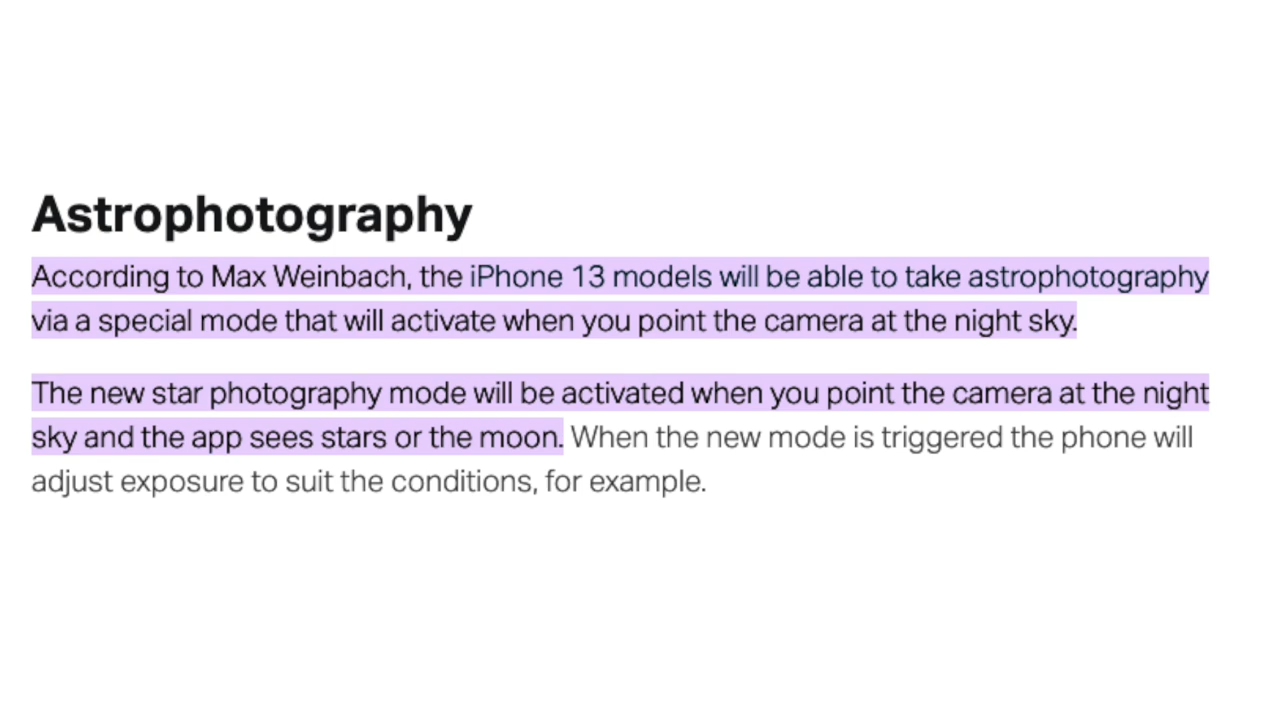 Astrophotography
According to Max Weinbach, the iPhone 13 models will be able to take astrophotography
via a special mode that will activate when you point the camera at the night sky.
The new star photography mode will be activated when you point the camera at the night
sky and the app sees stars or the moon. When the new mode is triggered the phone will
adjust exposure to suit the conditions, for example.